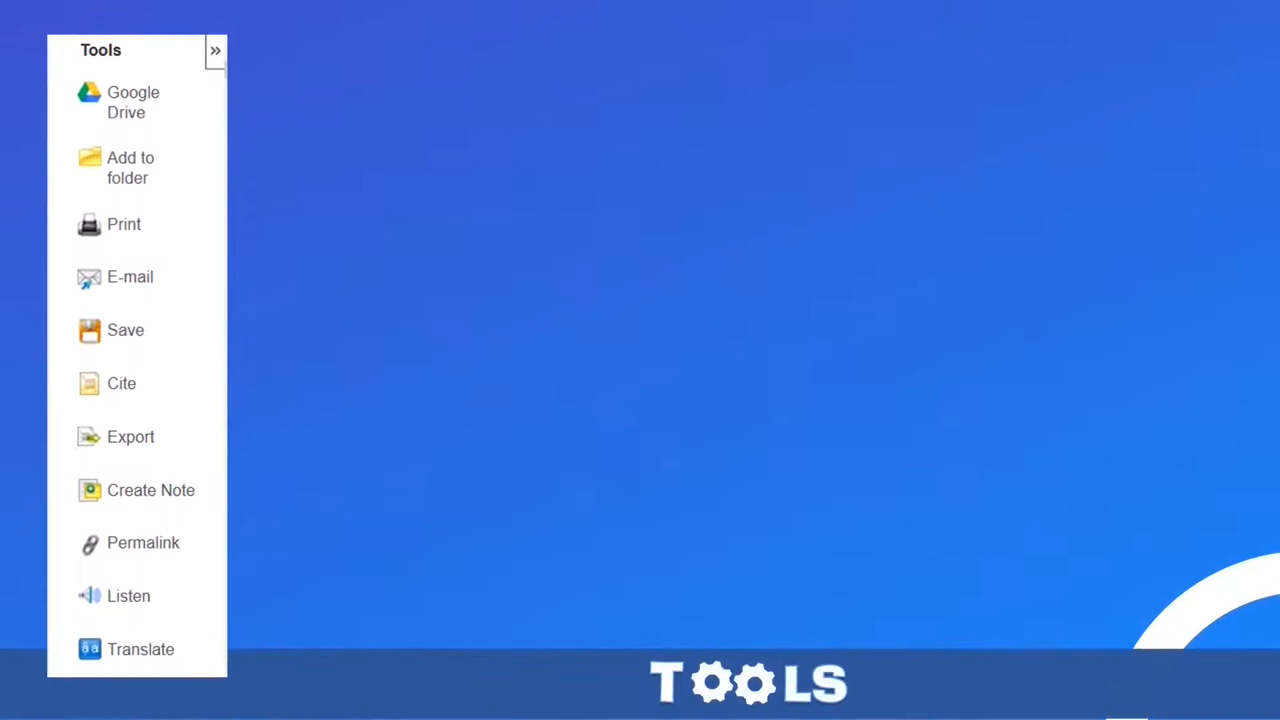 Tools »
Google
Drive
Add to
folder
Print
E-mail
Save
Cite
Export
Create Note
Permalink
Listen
Translate
TOOLS